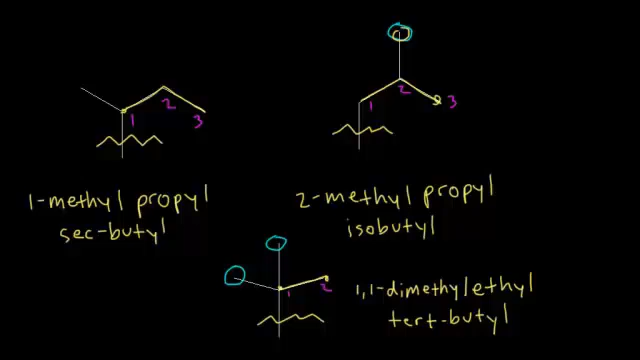 1 2 3
1 2 3
1-methyl propyl
sec-butyl
2-methyl propyl
isobutyl
1 2
1,1-dimethylethyl
tert-butyl